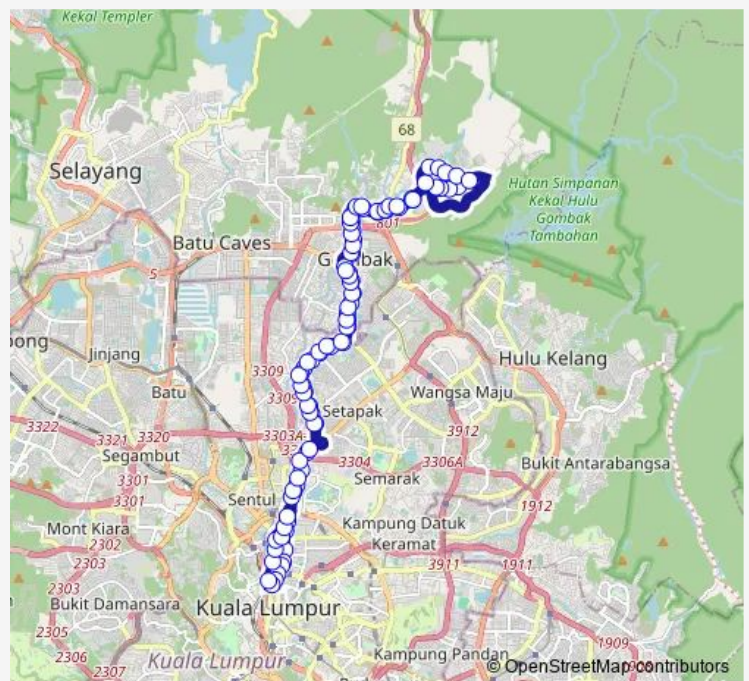 Kekal Templer
68
Selayang
Hutan Simpanan
Kekal Hulu
Gombak
Tambahan
801
Batu Caves
5
Jinjang
Hulu Kelang
3309
Batu
Wangsa Maju
Setapak
3322
3321
3320
3303A
3912
Segambut
3304
3306A
Bukit Antarabangsa
3301
Semarak
3301
Sentul
1912
Mont Kiara
Kampung Datuk
Keramat
2302
2303
3911
1911
2303
Bukit Damansara
Kuala Lumpur
2305
1909
2306
Kuala Lumpur
Kampung Pandan
2307
© OpenStreetMap contributors